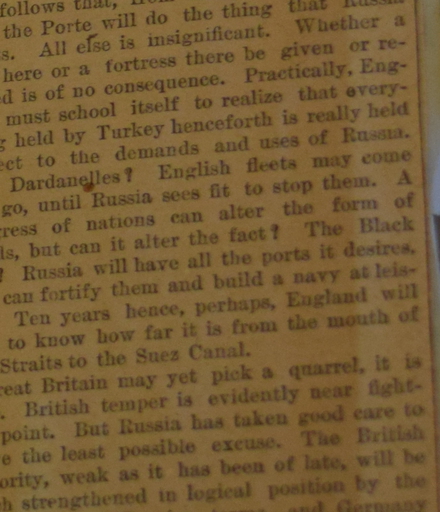 follows that,
the Porte will do the thing that Russia
s. All else is insignificant. Whether a
here or a fortress there be given or re-
d is of no consequence. Practically, Eng-
must school itself to realize that every-
g held by Turkey henceforth is really held
ect to the demands and uses of Russia.
Dardanelles? English fleets may come
go, until Russia sees fit to stop them. A
ress of nations can alter the form of
ls, but can it alter the fact? The Black
? Russia will have all the ports it desires,
can fortify them and build a navy at leis-
Ten years hence, perhaps, England will
to know how far it is from the mouth of
Straits to the Suez Canal.
reat Britain may yet pick a quarrel, it is
. British temper is evidently near fight-
point. But Russia has taken good care to
e the least possible excuse. The British
ority, weak as it has been of late, will be
h strengthened in logical position by the
and Germany